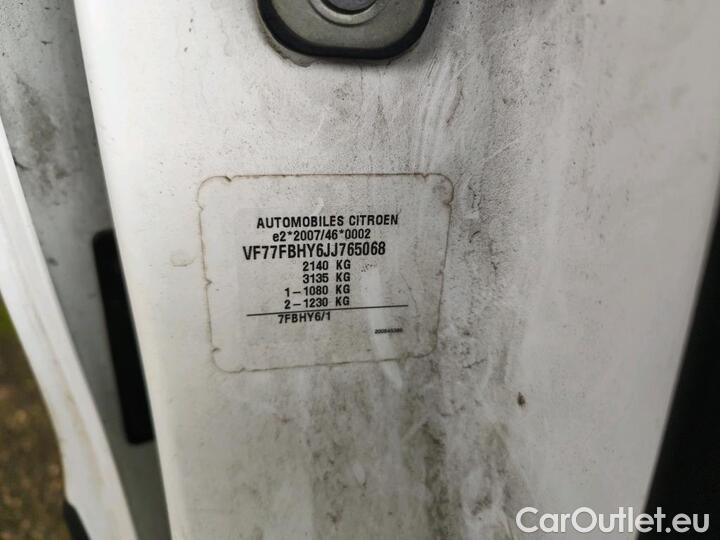 AUTOMOBILES CITROEN
e2*2007/46*0002
VF77FBHY6JJ765068
2140 KG
3135 KG
1-1080 KG
2-1230 KG
7FBHY6/1
CarOutlet.eu